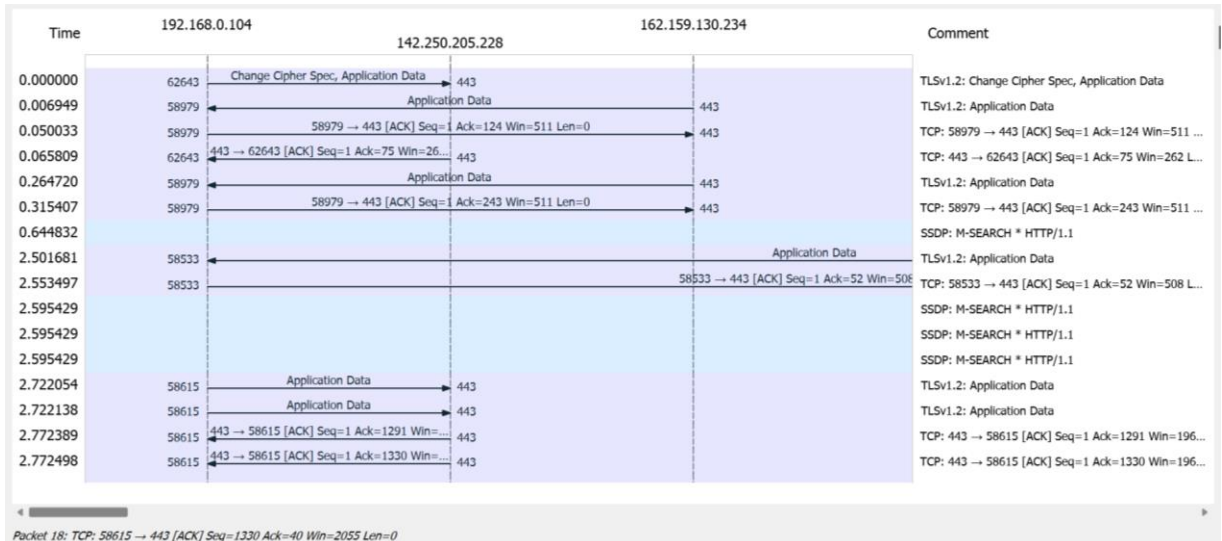 Time 192.168.0.104 142.250.205.228 162.159.130.234 Comment
0.000000 62643 Change Cipher Spec, Application Data 443 TLSv1.2: Change Cipher Spec, Application Data
0.006949 58979 Application Data 443 TLSv1.2: Application Data
0.050033 58979 58979 → 443 [ACK] Seq=1 Ack=124 Win=511 Len=0 443 TCP: 58979 → 443 [ACK] Seq=1 Ack=124 Win=511 ...
0.065809 62643 443 → 62643 [ACK] Seq=1 Ack=75 Win=26... 443 TCP: 443 → 62643 [ACK] Seq=1 Ack=75 Win=262 L...
0.264720 58979 Application Data 443 TLSv1.2: Application Data
0.315407 58979 58979 → 443 [ACK] Seq=1 Ack=243 Win=511 Len=0 443 TCP: 58979 → 443 [ACK] Seq=1 Ack=243 Win=511 ...
0.644832 SSDP: M-SEARCH * HTTP/1.1
2.501681 58533 Application Data TLSv1.2: Application Data
2.553497 58533 58533 → 443 [ACK] Seq=1 Ack=52 Win=508 TCP: 58533 → 443 [ACK] Seq=1 Ack=52 Win=508 L...
2.595429 SSDP: M-SEARCH * HTTP/1.1
2.595429 SSDP: M-SEARCH * HTTP/1.1
2.595429 SSDP: M-SEARCH * HTTP/1.1
2.722054 58615 Application Data 443 TLSv1.2: Application Data
2.722138 58615 Application Data 443 TLSv1.2: Application Data
2.772389 58615 443 → 58615 [ACK] Seq=1 Ack=1291 Win=... 443 TCP: 443 → 58615 [ACK] Seq=1 Ack=1291 Win=196...
2.772498 58615 443 → 58615 [ACK] Seq=1 Ack=1330 Win=... 443 TCP: 443 → 58615 [ACK] Seq=1 Ack=1330 Win=196...
Packet 18: TCP: 58615 → 443 [ACK] Seq=1330 Ack=40 Win=2055 Len=0